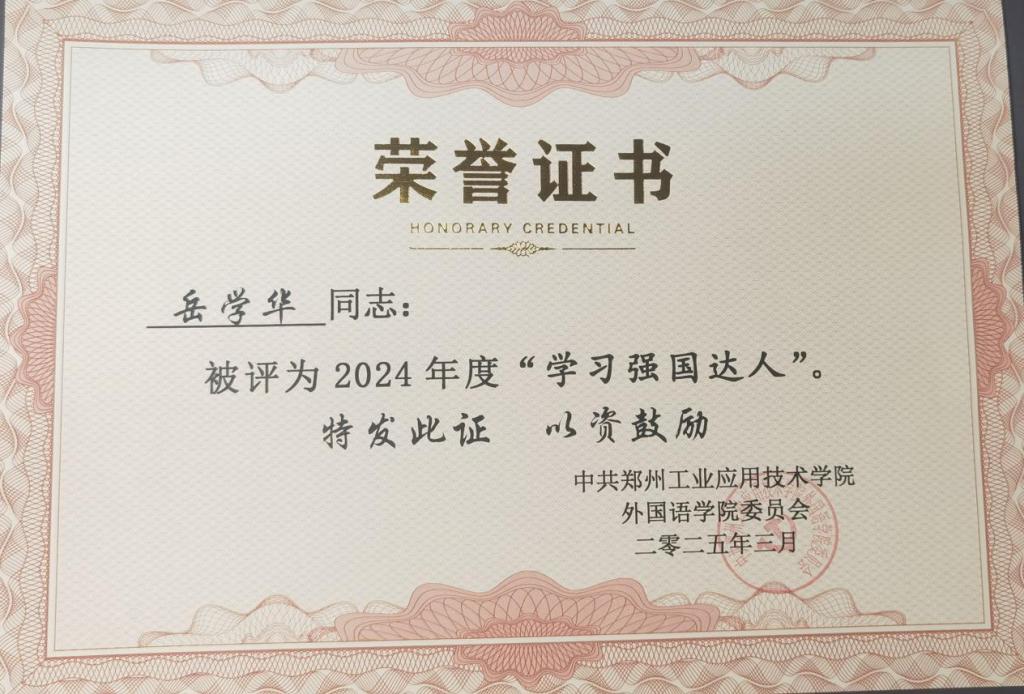 荣誉证书
HONORARY CREDENTIAL
岳学华 同志：
被评为2024年度“学习强国达人”。
特发此证 以资鼓励
中共郑州工业应用技术学院
外国语学院委员会
二零二五年三月